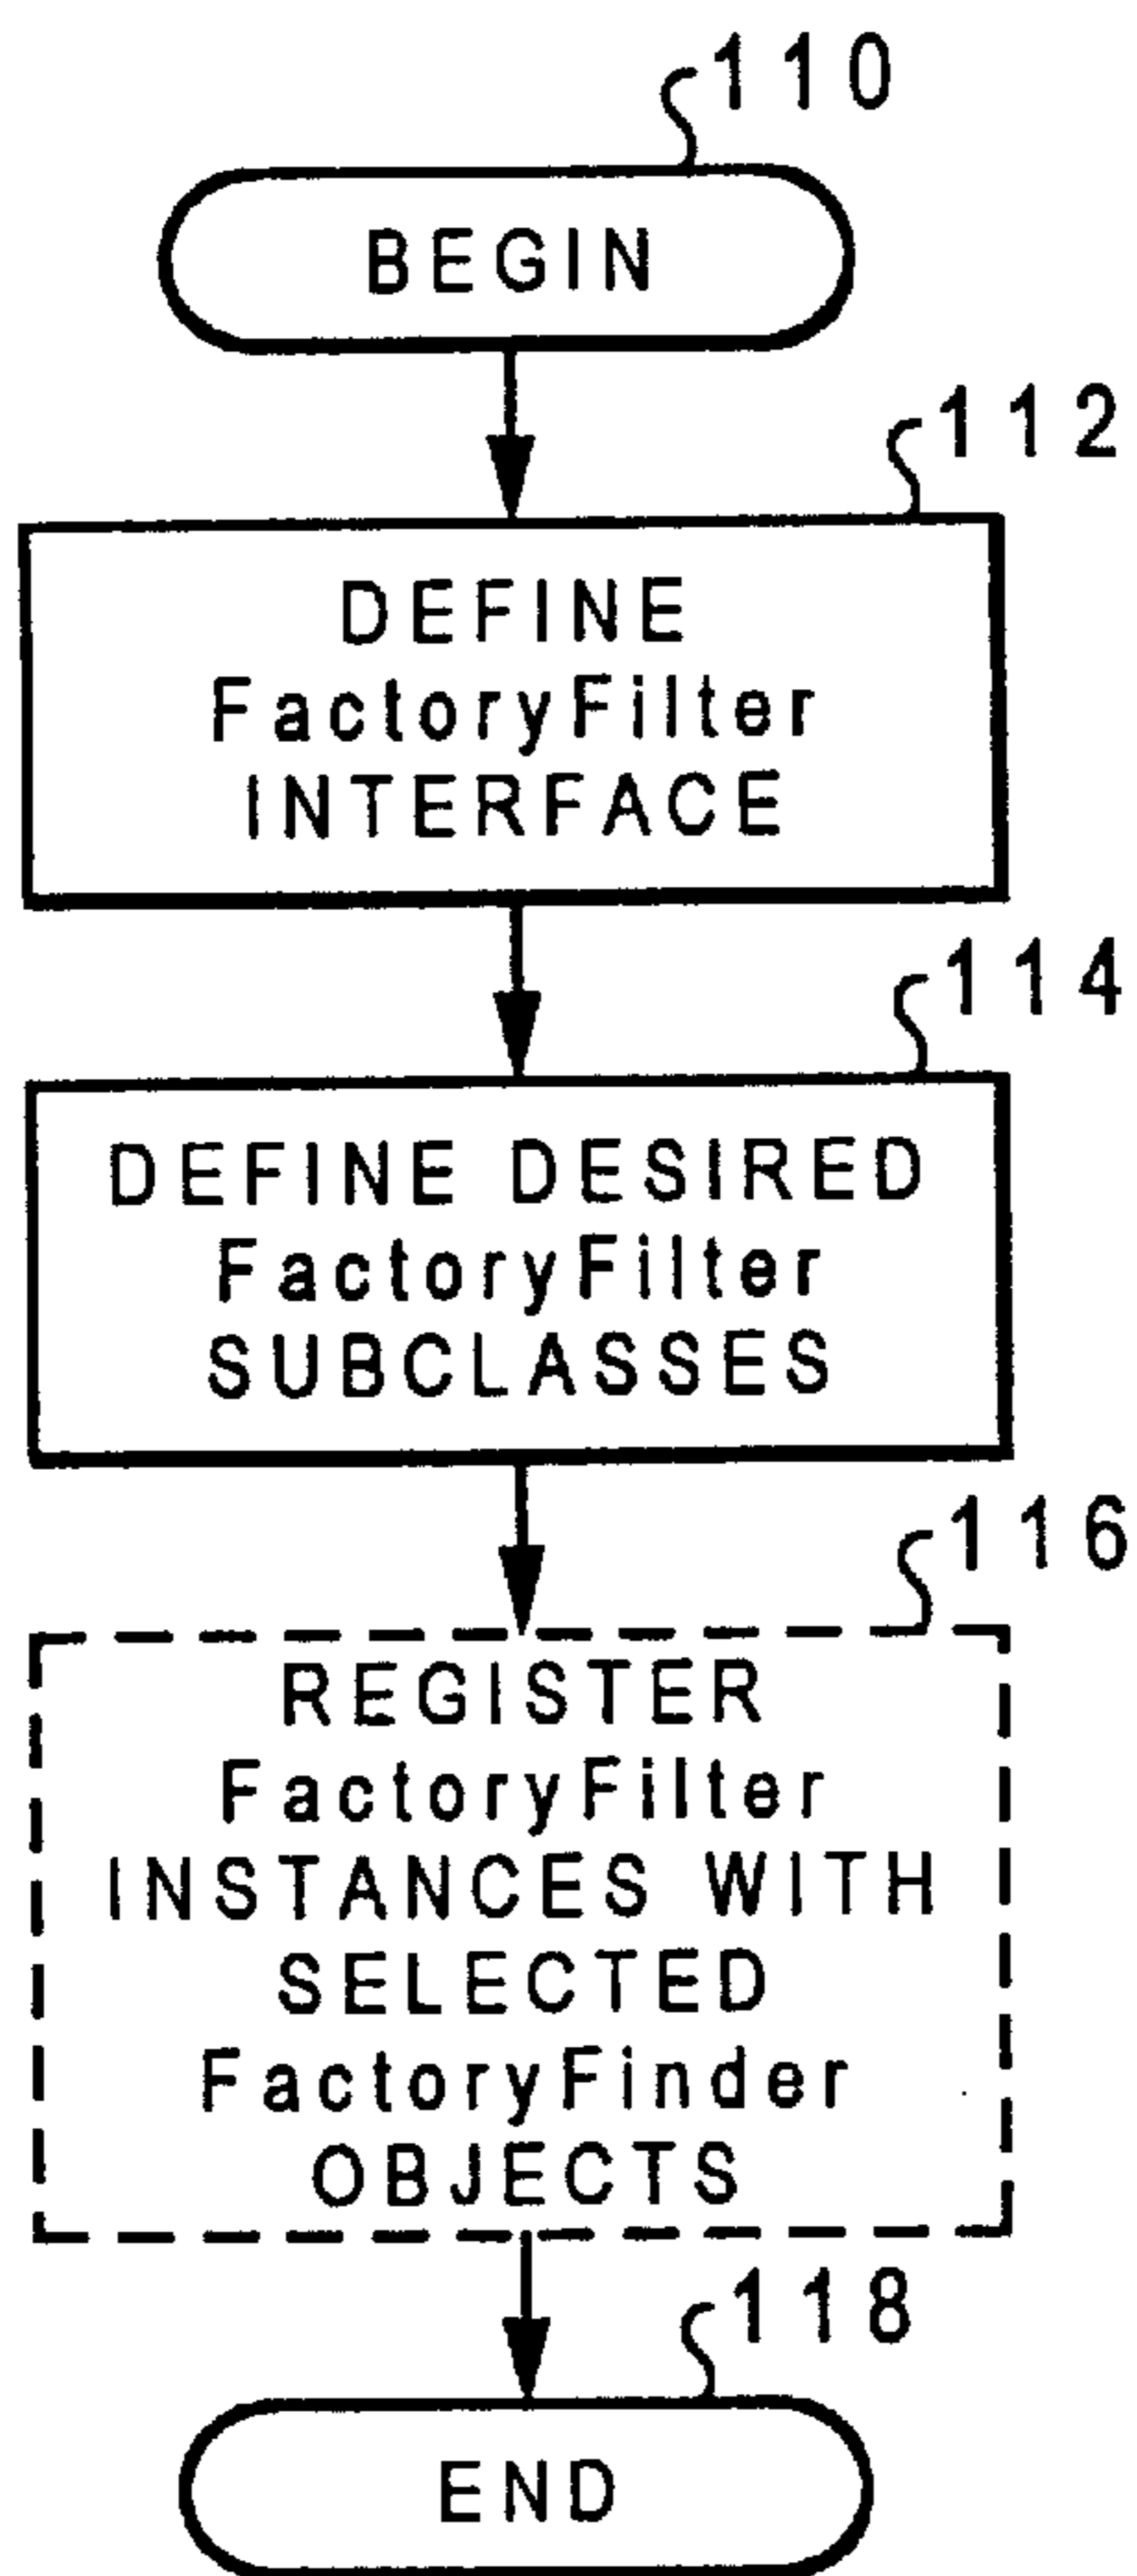 110
BEGIN
112
DEFINE
FactoryFilter
INTERFACE
114
DEFINE DESIRED
FactoryFilter
SUBCLASSES
116
REGISTER
FactoryFilter
INSTANCES WITH
SELECTED
FactoryFinder
OBJECTS
118
END